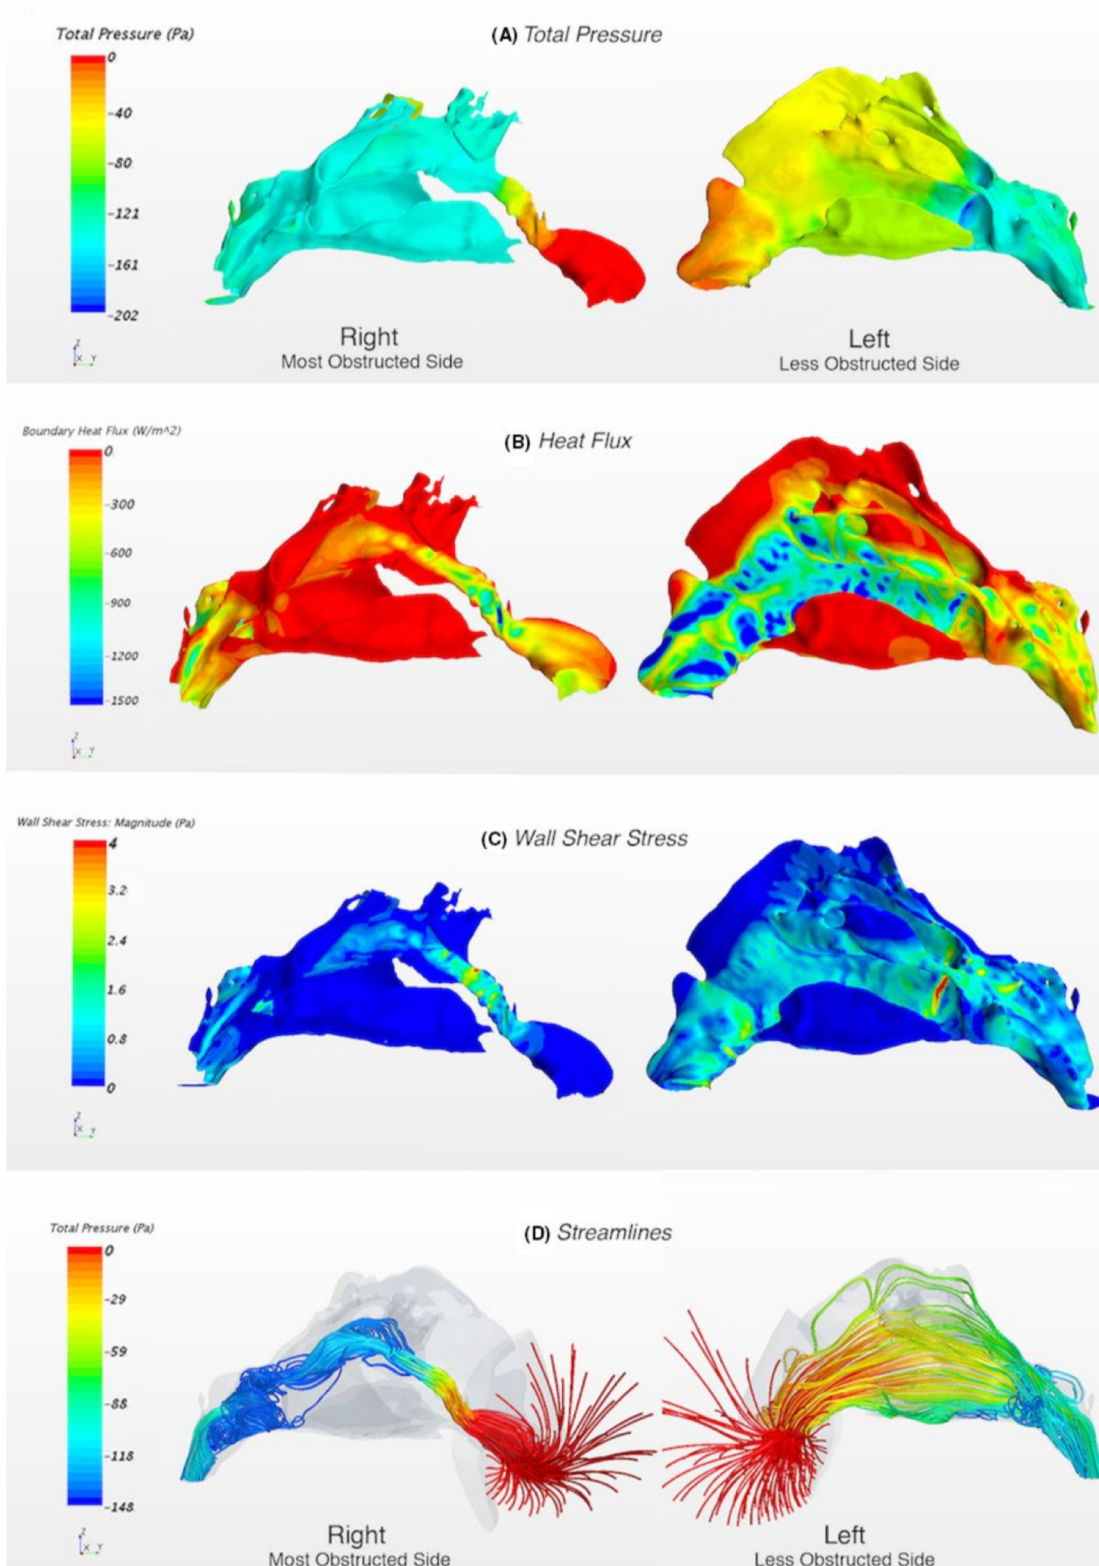 (A) Total Pressure
Total Pressure (Pa)
0
-40
-80
-121
-161
-202
Z
X Y
Right
Most Obstructed Side
Left
Less Obstructed Side
(B) Heat Flux
Boundary Heat Flux (W/m^2)
0
-300
-600
-900
-1200
-1500
Z
X Y
(C) Wall Shear Stress
Wall Shear Stress: Magnitude (Pa)
4
3.2
2.4
1.6
0.8
0
Z
X Y
(D) Streamlines
Total Pressure (Pa)
0
-29
-59
-88
-118
-148
Z
X Y
Right
Most Obstructed Side
Left
Less Obstructed Side